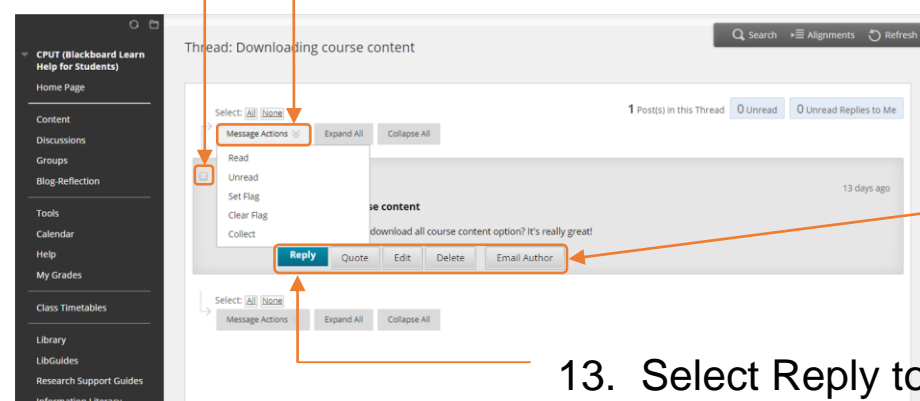 CPUT (Blackboard Learn
Help for Students)
Home Page
Content
Discussions
Groups
Blog-Reflection
Tools
Calendar
Help
My Grades
Class Timetables
Library
LibGuides
Research Support Guides
Information Literacy
Thread: Downloading course content
Search Alignments Refresh
Select: All None
1 Post(s) in this Thread 0 Unread 0 Unread Replies to Me
Message Actions Expand All Collapse All
Read
Unread
Set Flag
Clear Flag
Collect
13 days ago
se content
download all course content option? It's really great!
Reply Quote Edit Delete Email Author
Select: All None
Message Actions Expand All Collapse All
13. Select Reply to